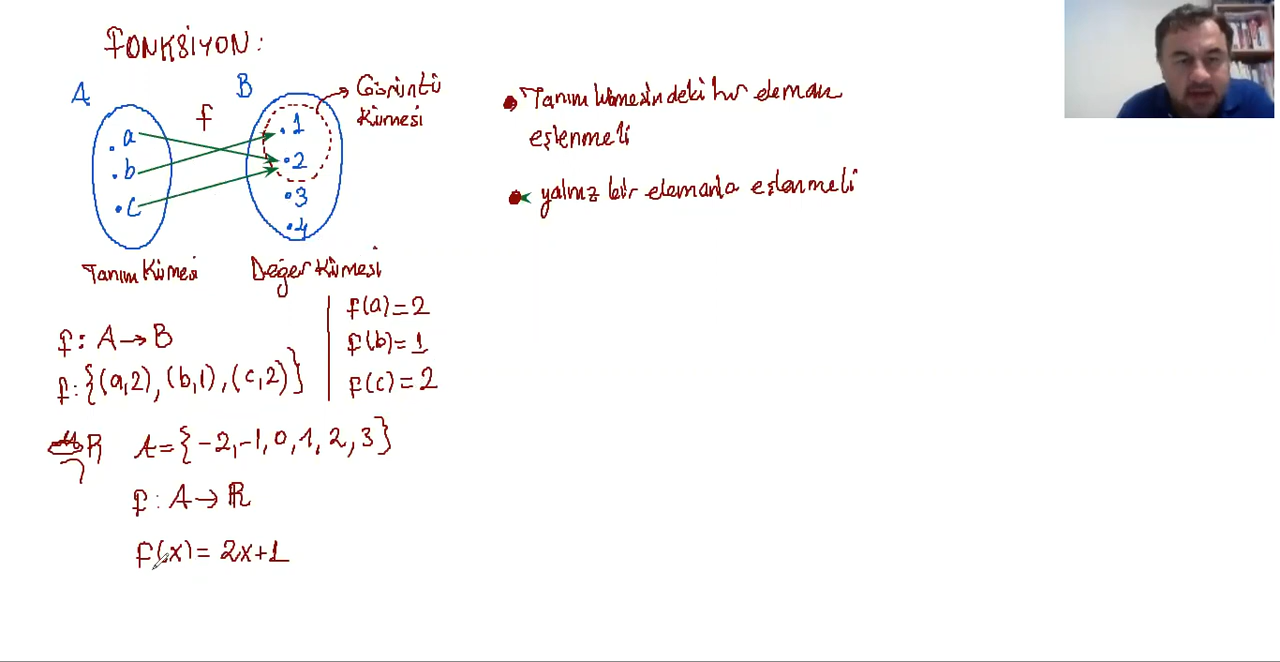 FONKSİYON:
A
f
B
Görüntü
Kümesi
a
b
c
1
2
3
4
Tanım Kümesi
Değer Kümesi
f: A→B
f:{(a,2),(b,1),(c,2)}
f(a)=2
f(b)=1
f(c)=2
A={-2,-1,0,1,2,3}
f:A→R
f(x)=2x+1
• Tanım kümesindeki her eleman
eşlenmeli
• yalnız bir elemanla eşlenmeli